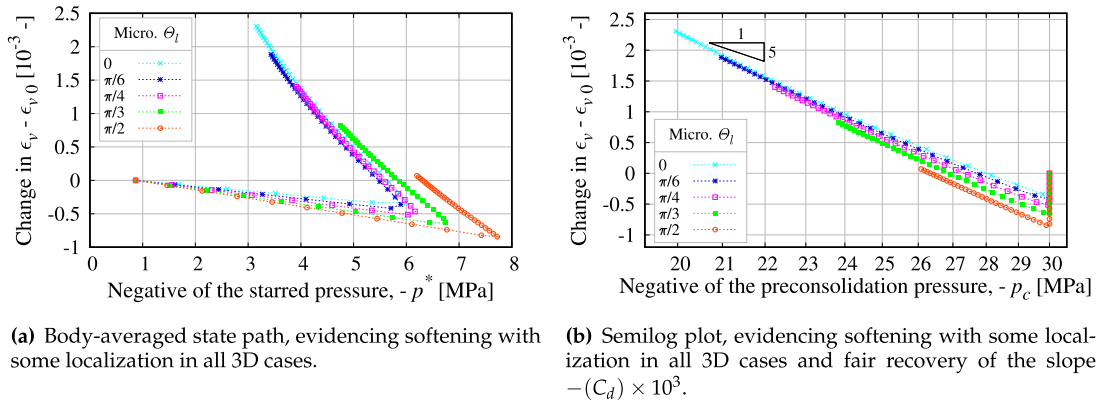 2.5
2
1.5
1
0.5
0
-0.5
-1
Change in ϵv - ϵv 0 [10⁻³ -]
Micro. Θl
0
π/6
π/4
π/3
π/2
0 1 2 3 4 5 6 7 8
Negative of the starred pressure, - p* [MPa]
(a) Body-averaged state path, evidencing softening with
some localization in all 3D cases.
2.5
2
1.5
1
0.5
0
-0.5
-1
Change in ϵv - ϵv 0 [10⁻³ -]
1
5
Micro. Θl
0
π/6
π/4
π/3
π/2
20 21 22 23 24 25 26 27 28 29 30
Negative of the preconsolidation pressure, - pc [MPa]
(b) Semilog plot, evidencing softening with some local-
ization in all 3D cases and fair recovery of the slope
−(Cd) × 10³.